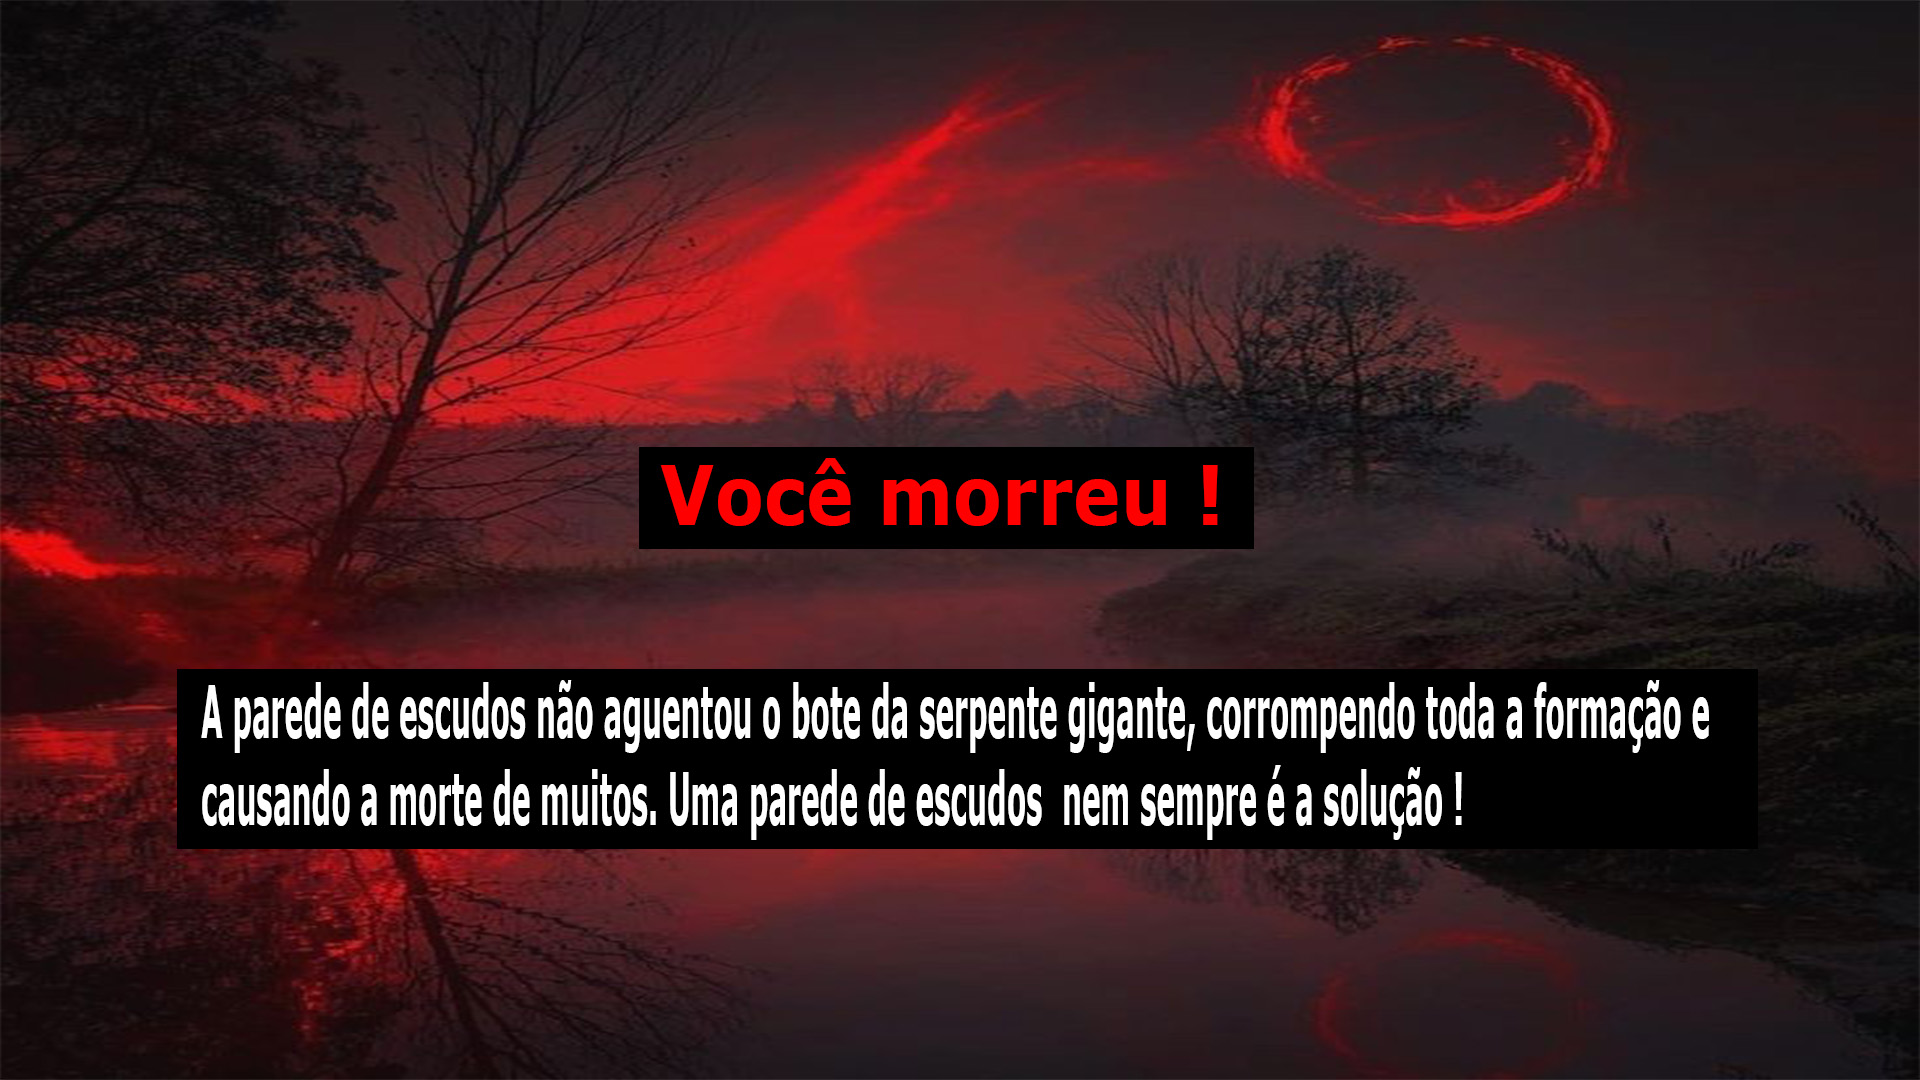 Você morreu !
A parede de escudos não aguentou o bote da serpente gigante, corrompendo toda a formação e
causando a morte de muitos. Uma parede de escudos  nem sempre é a solução !